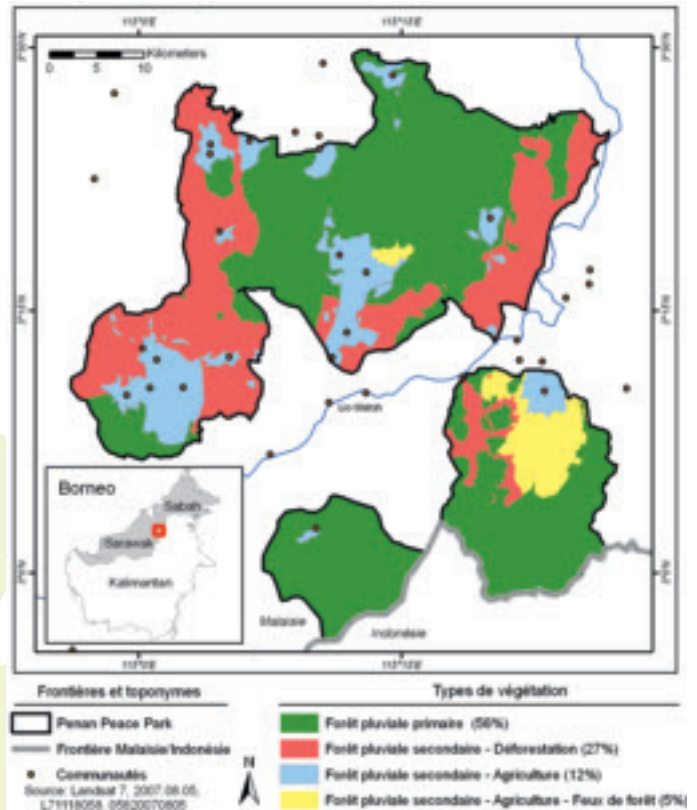 Kilometers
0 5 10
Lio-Matoh
Borneo
Sabah
Sarawak
Kalimantan
Malaisie
Indonésie
Frontières et toponymes
Penan Peace Park
Frontière Malaisie/Indonésie
Communautés
Source: Landsat 7, 2007.08.05,
N
Types de végétation
Forêt pluviale primaire (56%)
Forêt pluviale secondaire - Déforestation (27%)
Forêt pluviale secondaire - Agriculture (12%)
Forêt pluviale secondaire - Agriculture - Feux de forêt (5%)